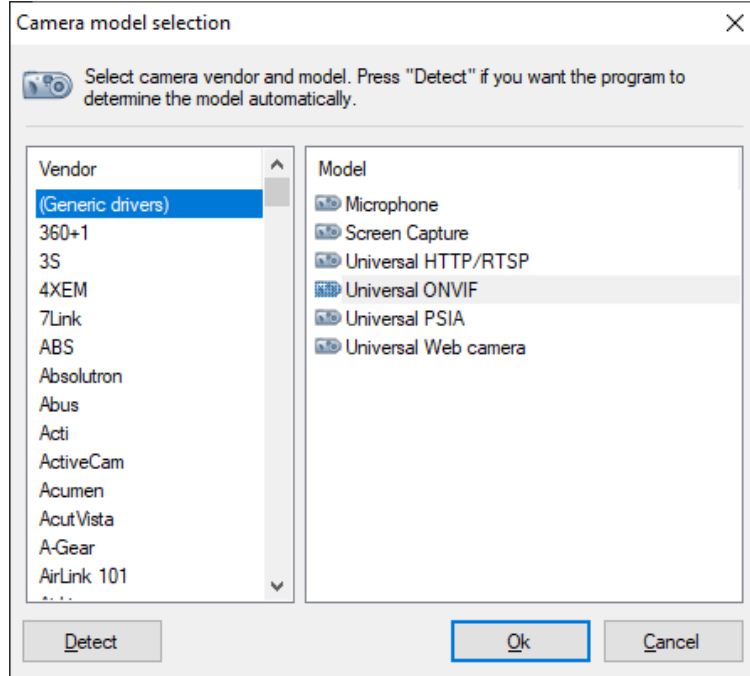 Camera model selection
Select camera vendor and model. Press "Detect" if you want the program to
determine the model automatically.
Vendor
(Generic drivers)
360+1
3S
4XEM
7Link
ABS
Absolutron
Abus
Acti
ActiveCam
Acumen
AcutVista
A-Gear
AirLink 101
Model
Microphone
Screen Capture
Universal HTTP/RTSP
Universal ONVIF
Universal PSIA
Universal Web camera
Detect
Ok
Cancel